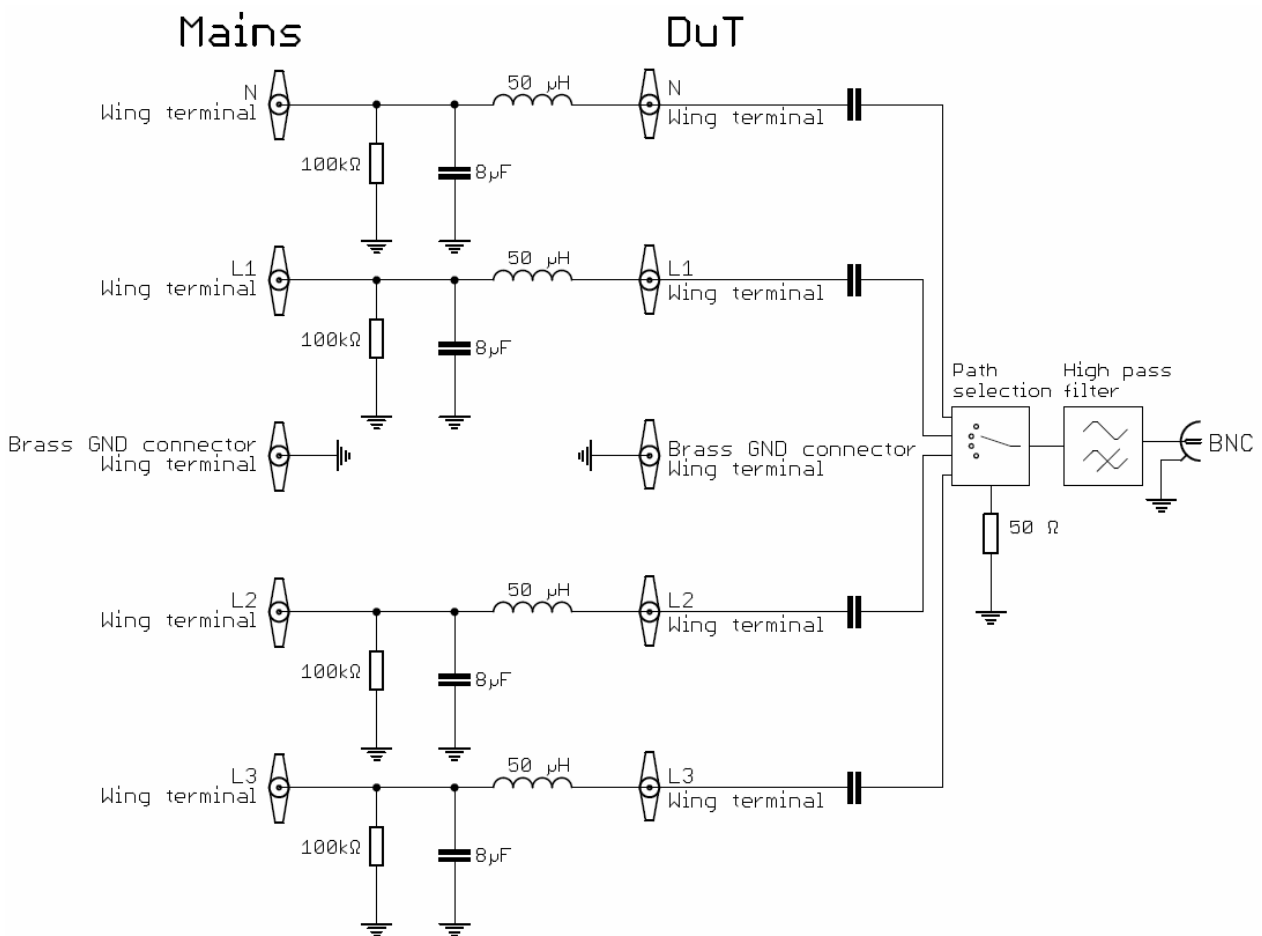 Mains
DuT
N
Wing terminal
100kΩ
8µF
50 µH
N
Wing terminal
L1
Wing terminal
100kΩ
8µF
50 µH
L1
Wing terminal
Brass GND connector
Wing terminal
Brass GND connector
Wing terminal
Path
selection
High pass
filter
BNC
50 Ω
L2
Wing terminal
100kΩ
8µF
50 µH
L2
Wing terminal
L3
Wing terminal
100kΩ
8µF
50 µH
L3
Wing terminal